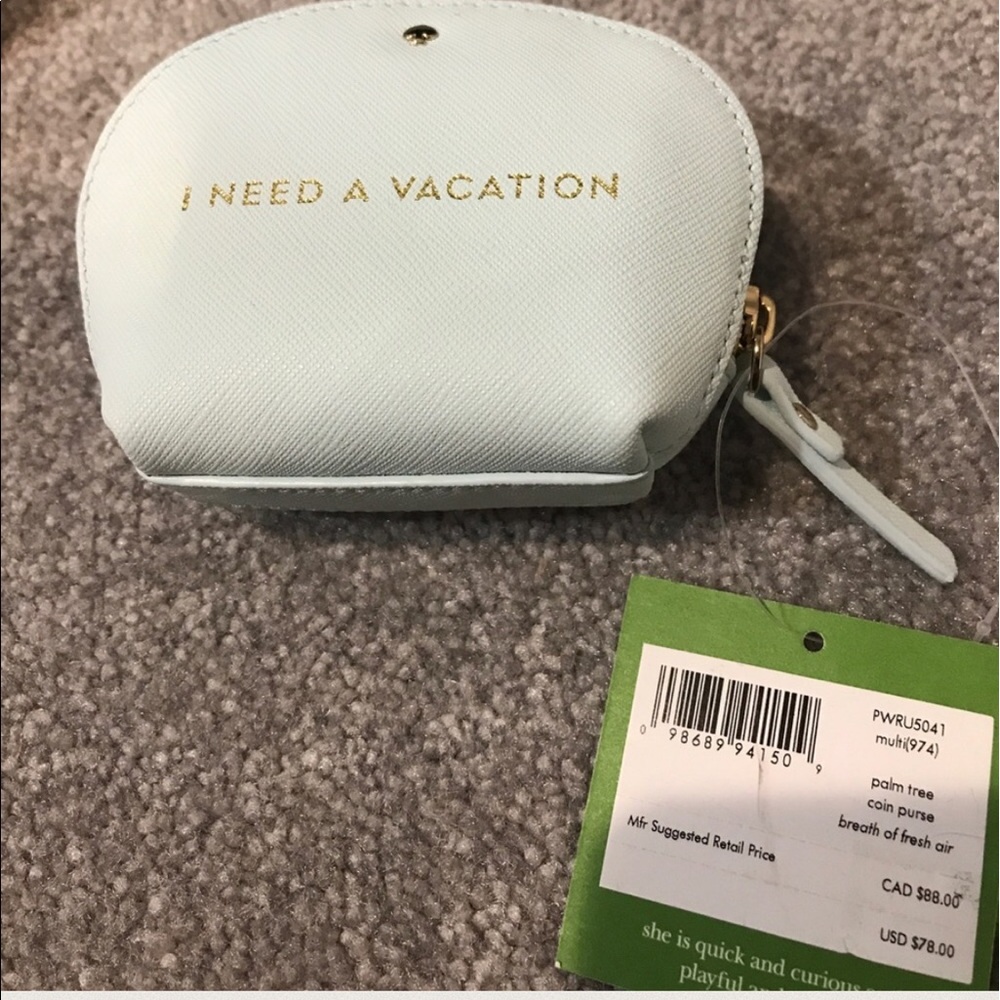 I NEED A VACATION
0 98689 94150 9
PWRU5041
multi(974)
palm tree
coin purse
breath of fresh air
Mfr Suggested Retail Price
CAD $88.00
USD $78.00
she is quick and curious
playful